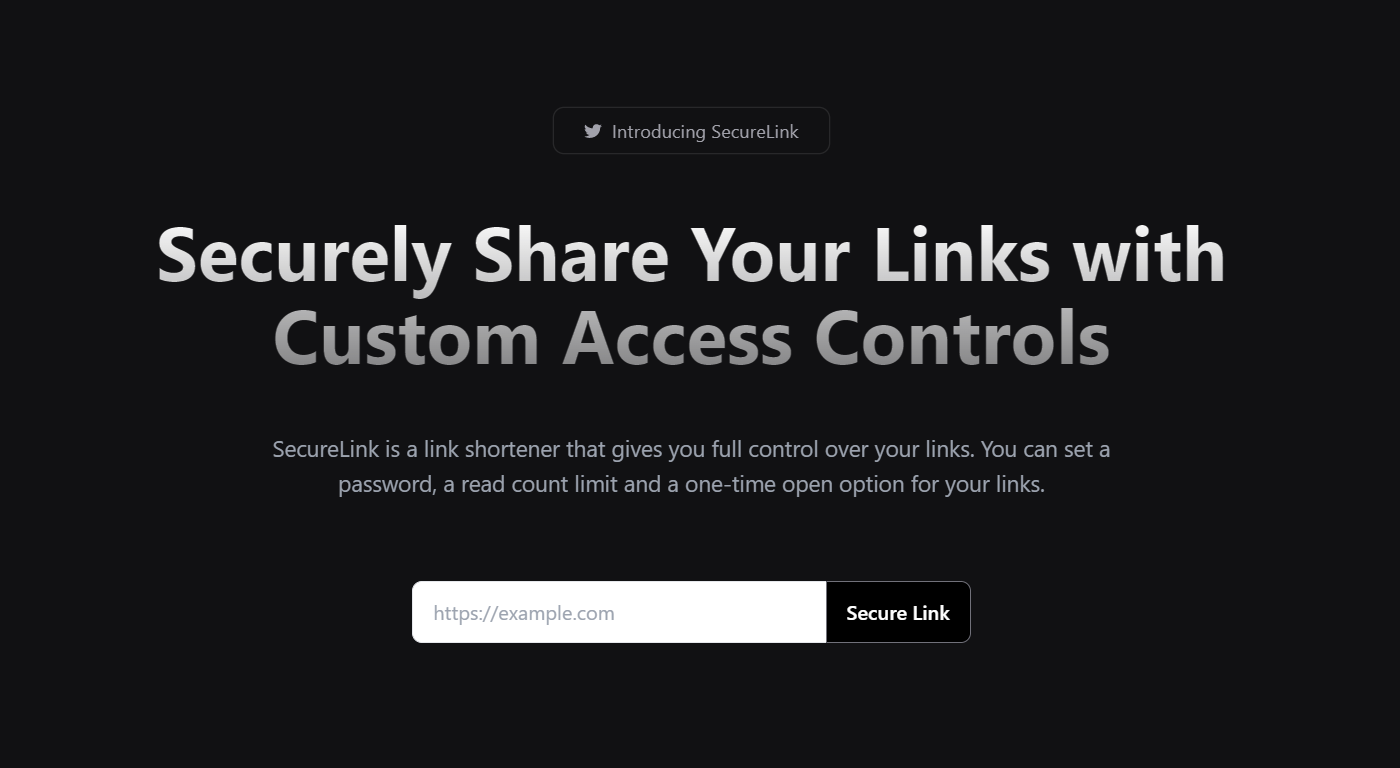 Introducing SecureLink
Securely Share Your Links with
Custom Access Controls
SecureLink is a link shortener that gives you full control over your links. You can set a
password, a read count limit and a one-time open option for your links.
https://example.com
Secure Link